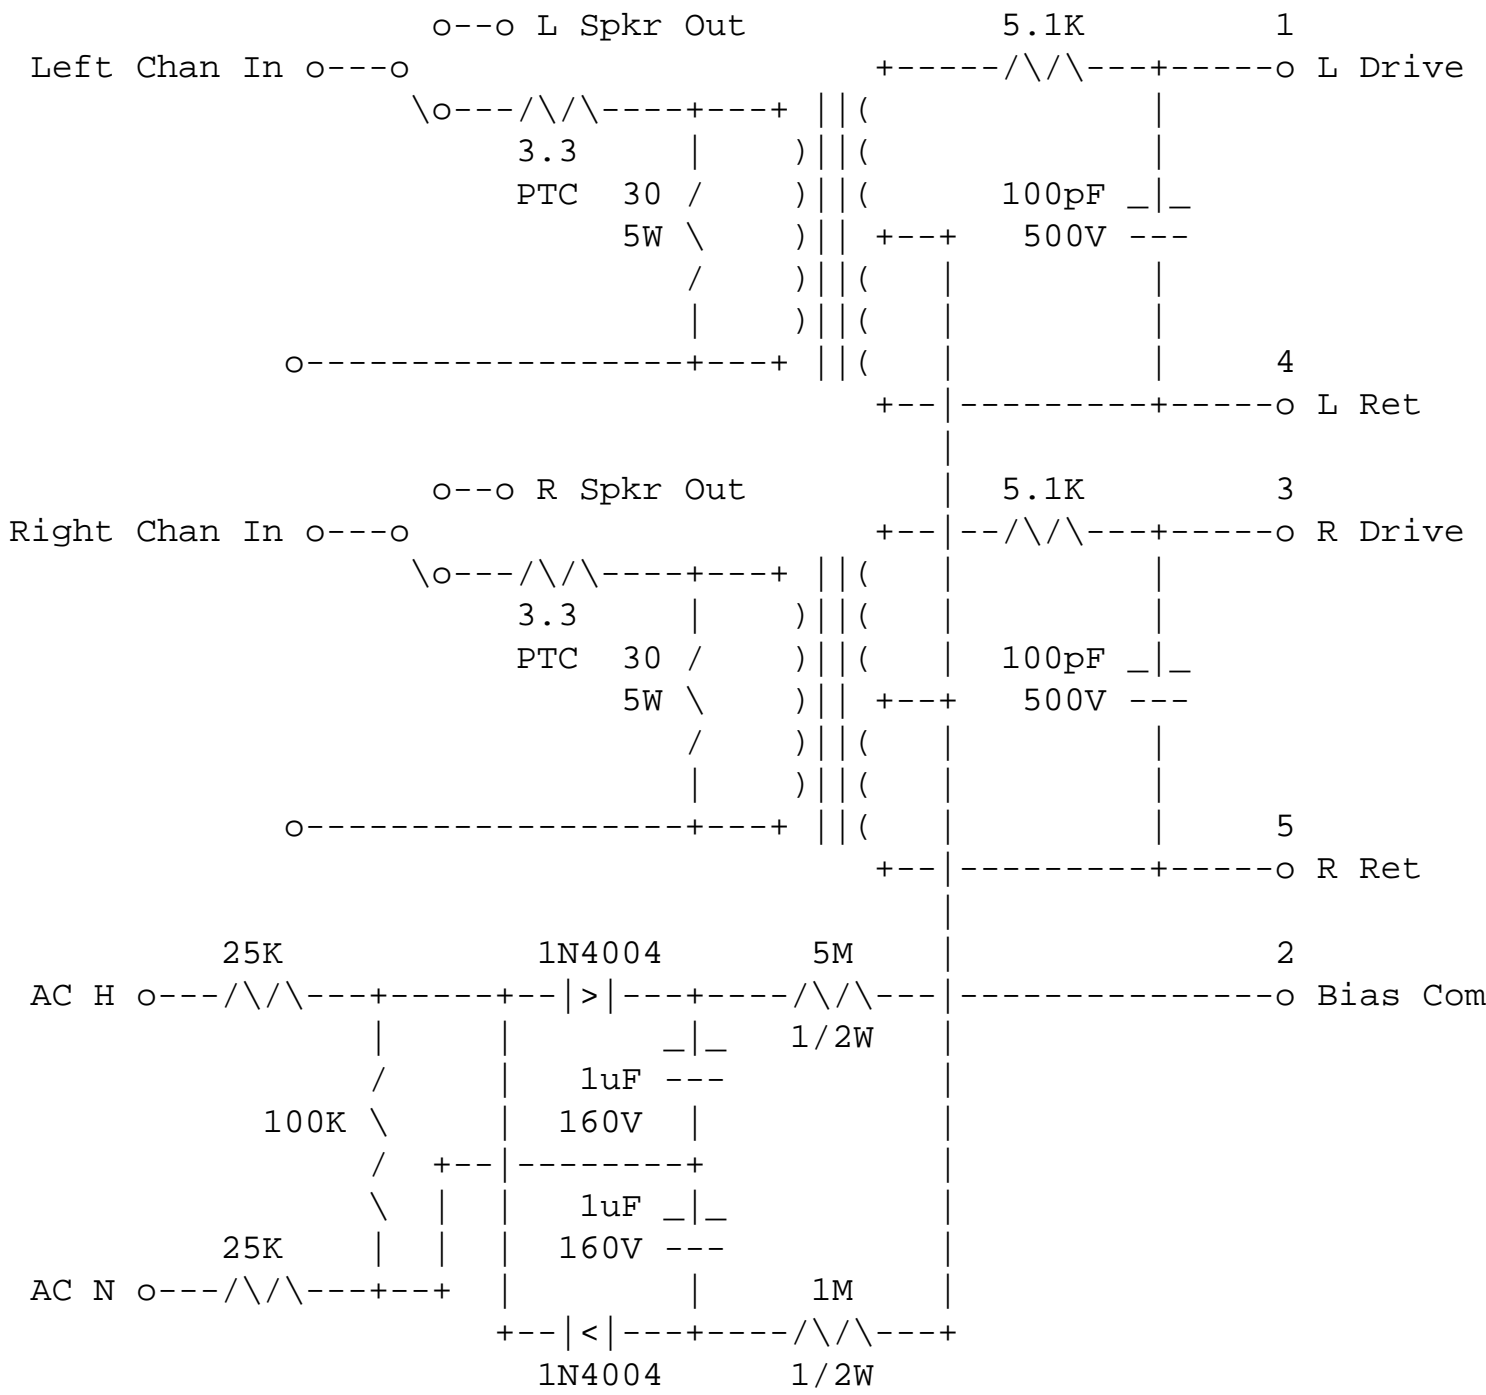 o--o L Spkr Out 5.1K 1
Left Chan In o---o +-----/\/\---+-----o L Drive
\o---/\/\----+---+ ||( |
3.3 | )||( |
PTC 30 / )||( 100pF _|_
5W \ )|| +--+ 500V ---
/ )||( | |
| )||( | |
o------------------+---+ ||( | | 4
+--|---------+-----o L Ret
|
o--o R Spkr Out | 5.1K 3
Right Chan In o---o +--|--/\/\---+-----o R Drive
\o---/\/\----+---+ ||( | |
3.3 | )||( | |
PTC 30 / )||( | 100pF _|_
5W \ )|| +--+ 500V ---
/ )||( | |
| )||( | |
o------------------+---+ ||( | | 5
+--|---------+-----o R Ret
|
25K 1N4004 5M | 2
AC H o---/\/\---+-----+--|>|---+----/\/\---|---------------o Bias Com
| | _|_ 1/2W |
/ | 1uF --- |
100K \ | 160V | |
/ +--|--------+ |
\ | | 1uF _|_ |
25K | | | 160V --- |
AC N o---/\/\---+--+ | | 1M |
+--|<|---+----/\/\---+
1N4004 1/2W